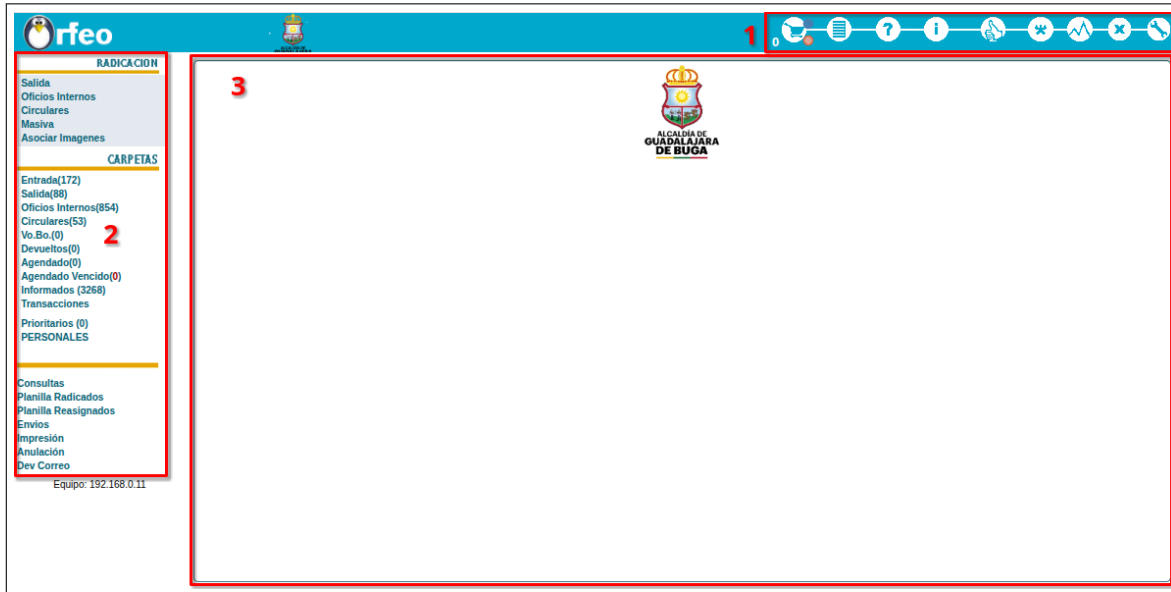 Orfeo
1
0
RADICACION
Salida
Oficios Internos
Circulares
Masiva
Asociar Imagenes
CARPETAS
Entrada(172)
Salida(88)
Oficios Internos(854)
Circulares(53)
Vo.Bo.(0)
Devueltos(0)
Agendado(0)
Agendado Vencido(0)
Informados (3268)
Transacciones
Prioritarios (0)
PERSONALES
2
Consultas
Planilla Radicados
Planilla Reasignados
Envios
Impresión
Anulación
Dev Correo
Equipo: 192.168.0.11
3
ALCALDÍA DE
GUADALAJARA
DE BUGA